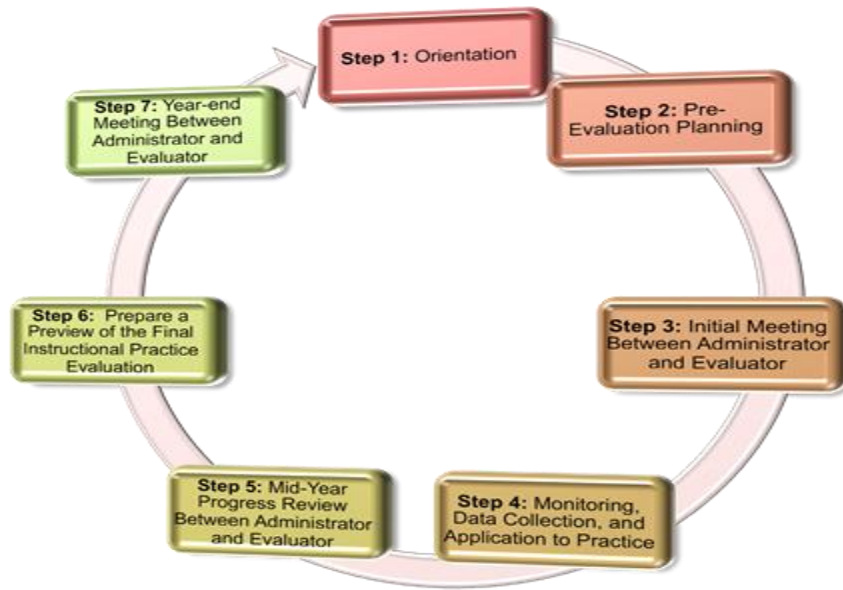 Step 1: Orientation
Step 2: Pre-
Evaluation Planning
Step 3: Initial Meeting
Between Administrator
and Evaluator
Step 4: Monitoring,
Data Collection, and
Application to Practice
Step 5: Mid-Year
Progress Review
Between Administrator
and Evaluator
Step 6: Prepare a
Preview of the Final
Instructional Practice
Evaluation
Step 7: Year-end
Meeting Between
Administrator and
Evaluator